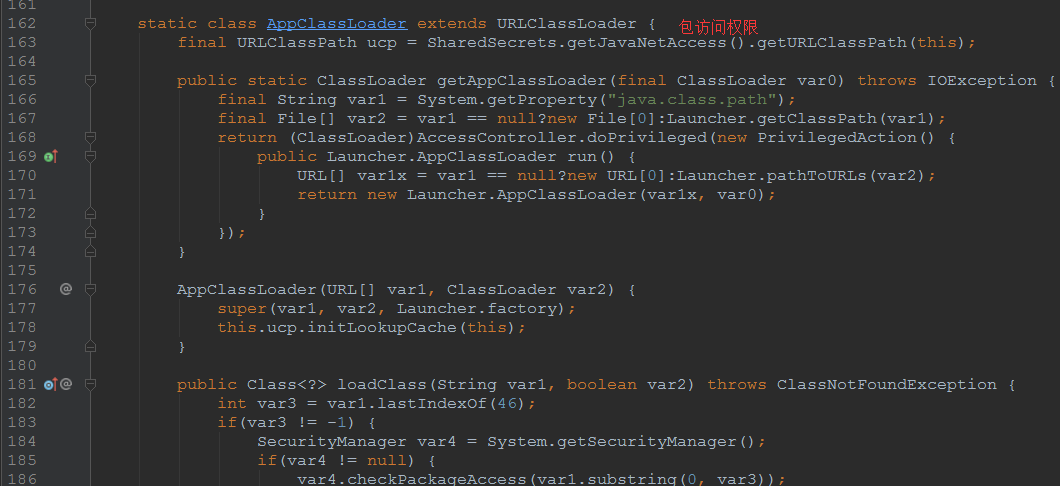 161
162 static class AppClassLoader extends URLClassLoader { 包访问权限
163 final URLClassPath ucp = SharedSecrets.getJavaNetAccess().getURLClassPath(this);
164
165 public static ClassLoader getAppClassLoader(final ClassLoader var0) throws IOException {
166 final String var1 = System.getProperty("java.class.path");
167 final File[] var2 = var1 == null?new File[0]:Launcher.getClassPath(var1);
168 return (ClassLoader)AccessController.doPrivileged(new PrivilegedAction() {
169 public Launcher.AppClassLoader run() {
170 URL[] var1x = var1 == null?new URL[0]:Launcher.pathToURLs(var2);
171 return new Launcher.AppClassLoader(var1x, var0);
172 }
173 });
174 }
175
176 @ AppClassLoader(URL[] var1, ClassLoader var2) {
177 super(var1, var2, Launcher.factory);
178 this.ucp.initLookupCache(this);
179 }
180
181 @ public Class<?> loadClass(String var1, boolean var2) throws ClassNotFoundException {
182 int var3 = var1.lastIndexOf(46);
183 if(var3 != -1) {
184 SecurityManager var4 = System.getSecurityManager();
185 if(var4 != null) {
186 var4.checkPackageAccess(var1.substring(0, var3));